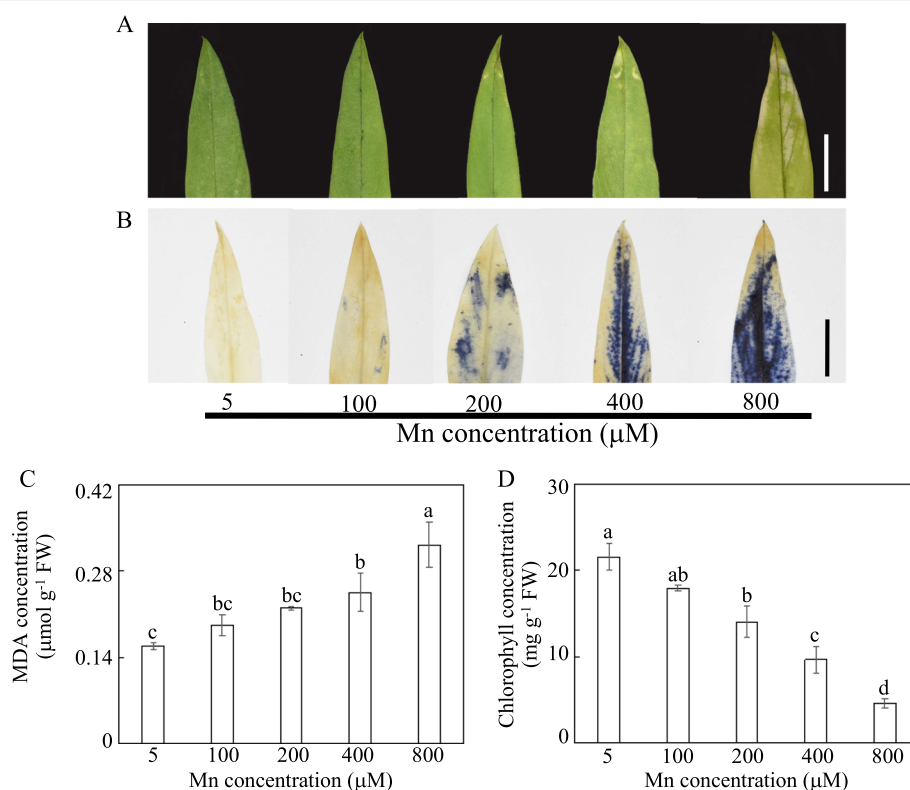 A
B
5 100 200 400 800
Mn concentration (μM)
C
MDA concentration
(μmol g⁻¹ FW)
0.42
0.28
0.14
0
c bc bc b a
5 100 200 400 800
Mn concentration (μM)
D
Chlorophyll concentration
(mg g⁻¹ FW)
30
20
10
0
a ab b c d
5 100 200 400 800
Mn concentration (μM)